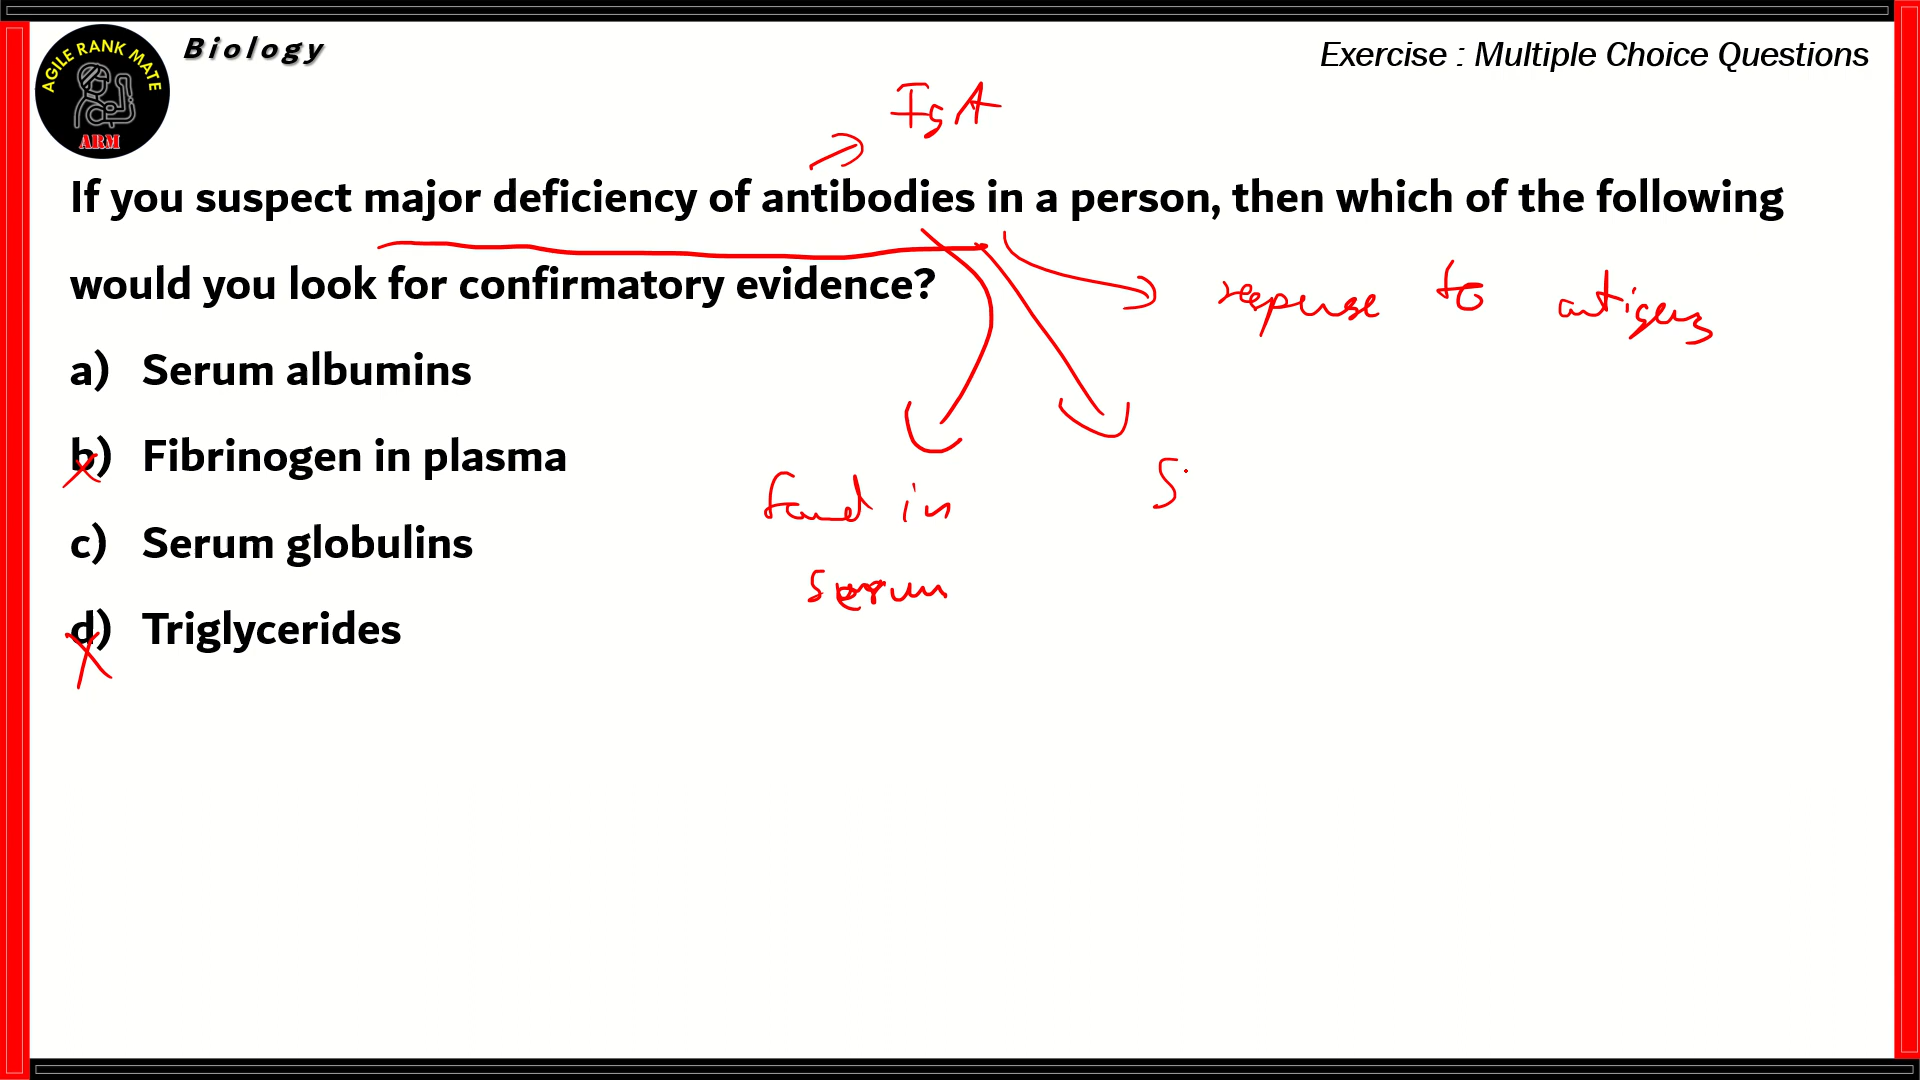 AGILE RANK MATE
ARM
Biology
Exercise : Multiple Choice Questions
IgA
If you suspect major deficiency of antibodies in a person, then which of the following
would you look for confirmatory evidence?
response to antigens
a) Serum albumins
b) Fibrinogen in plasma
found in
S
c) Serum globulins
serum
d) Triglycerides